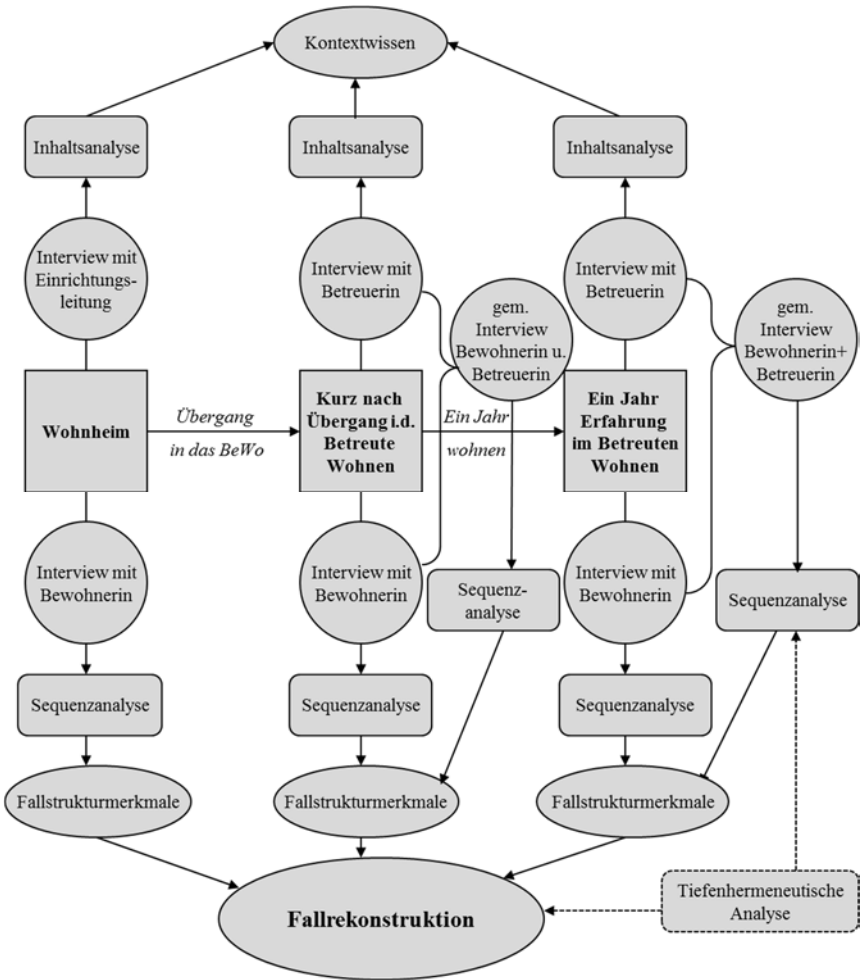 Kontextwissen
Inhaltsanalyse
Inhaltsanalyse
Inhaltsanalyse
Interview mit
Einrichtungs-
leitung
Interview mit
Betreuerin
gem.
Interview
Bewohnerin u.
Betreuerin
Interview mit
Betreuerin
gem.
Interview
Bewohnerin+
Betreuerin
Wohnheim
Übergang
in das BeWo
Kurz nach
Übergang i.d.
Betreute
Wohnen
Ein Jahr
wohnen
Ein Jahr
Erfahrung
im Betreuten
Wohnen
Interview mit
Bewohnerin
Interview mit
Bewohnerin
Sequenz-
analyse
Interview mit
Bewohnerin
Sequenzanalyse
Sequenzanalyse
Sequenzanalyse
Sequenzanalyse
Fallstrukturmerkmale
Fallstrukturmerkmale
Fallstrukturmerkmale
Fallrekonstruktion
Tiefenhermeneutische
Analyse